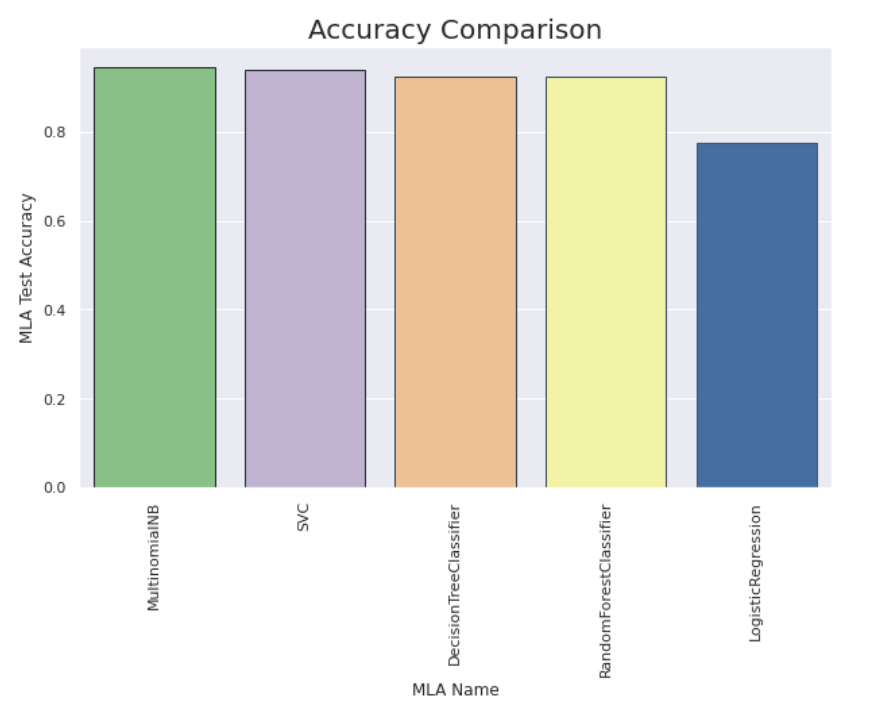 Accuracy Comparison
MLA Test Accuracy
0.8
0.6
0.4
0.2
0.0
MultinomialNB
SVC
DecisionTreeClassifier
RandomForestClassifier
LogisticRegression
MLA Name